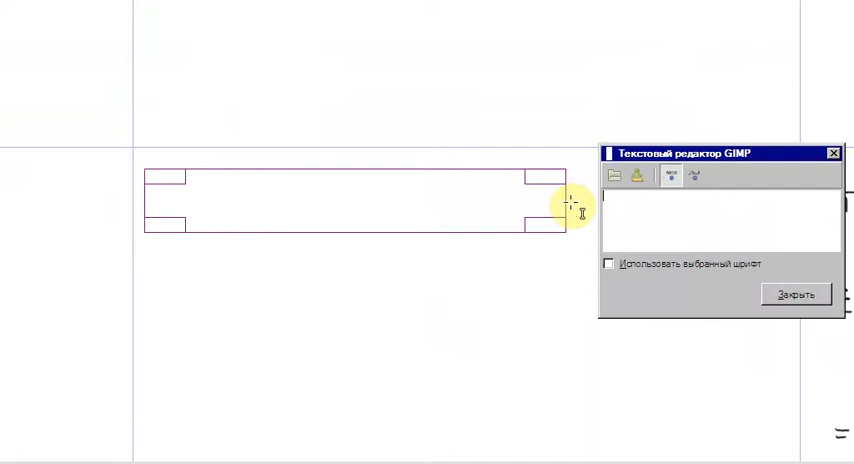 Текстовый редактор GIMP
Использовать выбранный шрифт
Закрыть